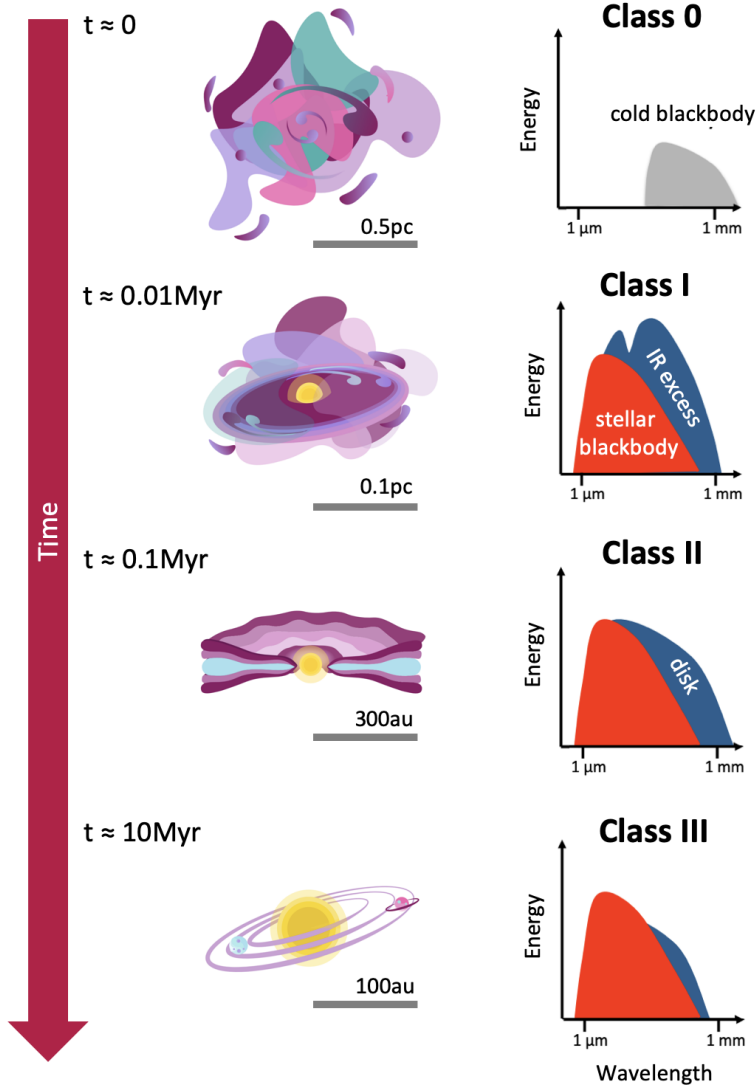 t ≈ 0
Class 0
Energy
cold blackbody
0.5pc
1 µm
1 mm
t ≈ 0.01Myr
Class I
Energy
IR excess
stellar
blackbody
0.1pc
1 µm
1 mm
Time
t ≈ 0.1Myr
Class II
Energy
disk
300au
1 µm
1 mm
t ≈ 10Myr
Class III
Energy
100au
1 µm
1 mm
Wavelength